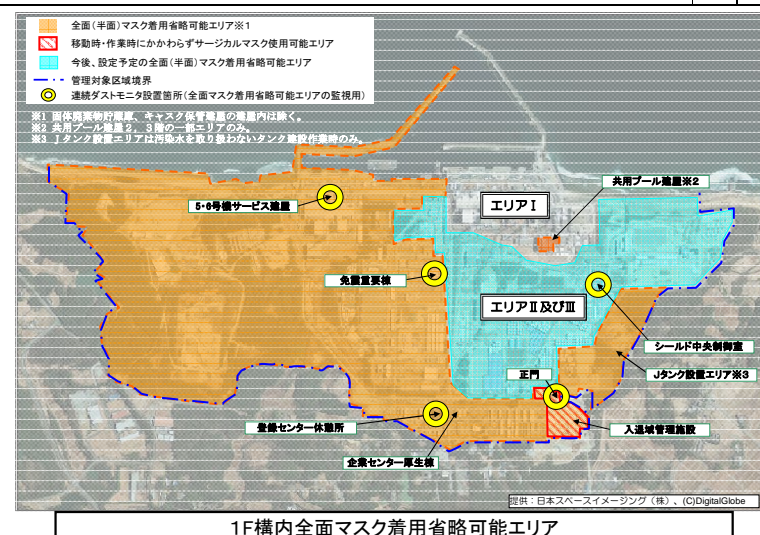 全面(半面)マスク着用省略可能エリア※1
移動時・作業時にかかわらずサージカルマスク使用可能エリア
今後、設定予定の全面(半面)マスク着用省略可能エリア
管理対象区域境界
連続ダストモニタ設置箇所(全面マスク着用省略可能エリアの監視用)
※1 固体廃棄物貯蔵庫、キャスク保管建屋の建屋内は除く。
※2 共用プール建屋2,3階の一部エリアのみ。
※3 Jタンク設置エリアは汚染水を取り扱わないタンク建設作業時のみ。
共用プール建屋※2
エリアⅠ
5・6号機サービス建屋
免震重要棟
エリアⅡ及びⅢ
シールド中央制御室
正門
Jタンク設置エリア※3
登録センター休憩所
入退域管理施設
企業センター厚生棟
提供:日本スペースイメージング(株)、(C)DigitalGlobe
1F構内全面マスク着用省略可能エリア